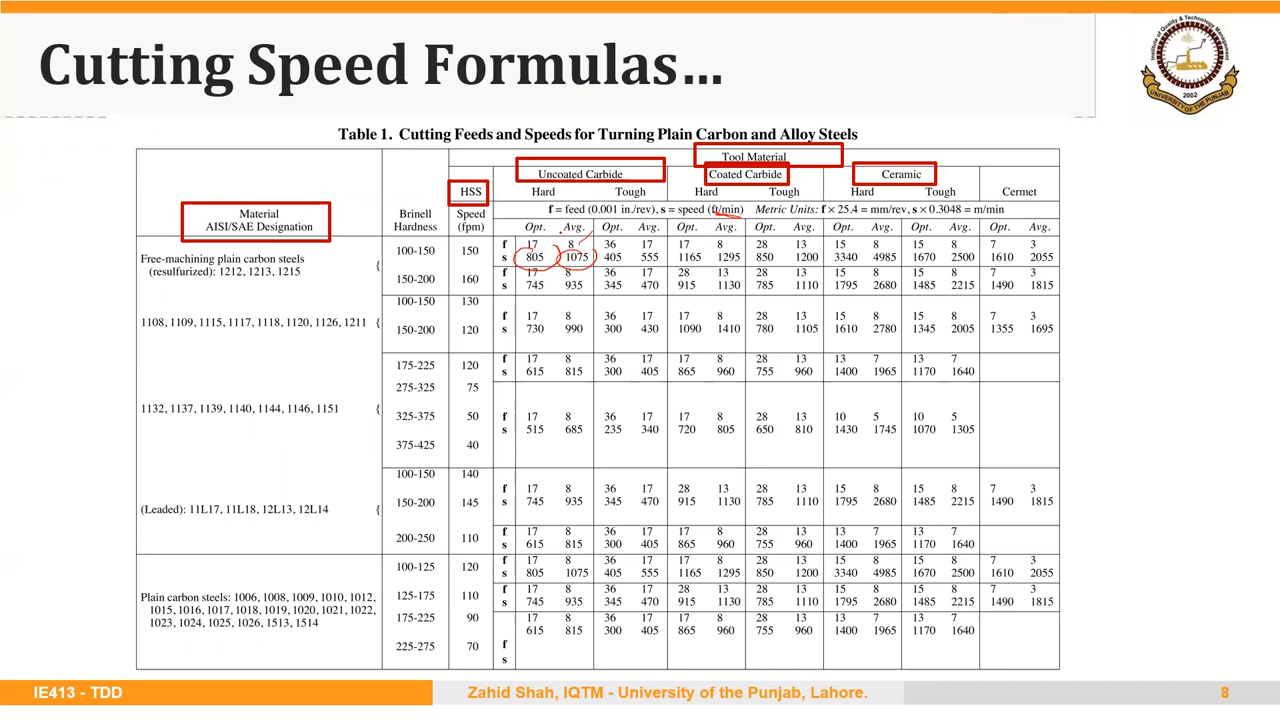 Cutting Speed Formulas…
Institute of Quality & Technology Management
UNIVERSITY OF THE PUNJAB
2002
Table 1. Cutting Feeds and Speeds for Turning Plain Carbon and Alloy Steels
Tool Material
Uncoated Carbide Coated Carbide Ceramic
HSS Hard Tough Hard Tough Hard Tough Cermet
Material Brinell Speed f = feed (0.001 in./rev), s = speed (ft/min) Metric Units: f × 25.4 = mm/rev, s × 0.3048 = m/min
AISI/SAE Designation Hardness (fpm) Opt. Avg. Opt. Avg. Opt. Avg. Opt. Avg. Opt. Avg. Opt. Avg. Opt. Avg.
Free-machining plain carbon steels
(resulfurized): 1212, 1213, 1215 {
100-150 150 f 17 8 36 17 17 8 28 13 15 8 15 8 7 3
s 805 1075 405 555 1165 1295 850 1200 3340 4985 1670 2500 1610 2055
150-200 160 f 17 8 36 17 28 13 28 13 15 8 15 8 7 3
s 745 935 345 470 915 1130 785 1110 1795 2680 1485 2215 1490 1815
1108, 1109, 1115, 1117, 1118, 1120, 1126, 1211 {
100-150 130
150-200 120 f 17 8 36 17 17 8 28 13 15 8 15 8 7 3
s 730 990 300 430 1090 1410 780 1105 1610 2780 1345 2005 1355 1695
1132, 1137, 1139, 1140, 1144, 1146, 1151 {
175-225 120 f 17 8 36 17 17 8 28 13 13 7 13 7
s 615 815 300 405 865 960 755 960 1400 1965 1170 1640
275-325 75
325-375 50 f 17 8 36 17 17 8 28 13 10 5 10 5
s 515 685 235 340 720 805 650 810 1430 1745 1070 1305
375-425 40
(Leaded): 11L17, 11L18, 12L13, 12L14 {
100-150 140
150-200 145 f 17 8 36 17 28 13 28 13 15 8 15 8 7 3
s 745 935 345 470 915 1130 785 1110 1795 2680 1485 2215 1490 1815
200-250 110 f 17 8 36 17 17 8 28 13 13 7 13 7
s 615 815 300 405 865 960 755 960 1400 1965 1170 1640
Plain carbon steels: 1006, 1008, 1009, 1010, 1012,
1015, 1016, 1017, 1018, 1019, 1020, 1021, 1022,
1023, 1024, 1025, 1026, 1513, 1514
100-125 120 f 17 8 36 17 17 8 28 13 15 8 15 8 7 3
s 805 1075 405 555 1165 1295 850 1200 3340 4985 1670 2500 1610 2055
125-175 110 f 17 8 36 17 28 13 28 13 15 8 15 8 7 3
s 745 935 345 470 915 1130 785 1110 1795 2680 1485 2215 1490 1815
175-225 90 17 8 36 17 17 8 28 13 13 7 13 7
615 815 300 405 865 960 755 960 1400 1965 1170 1640
225-275 70 f
s
IE413 - TDD
Zahid Shah, IQTM - University of the Punjab, Lahore.
8